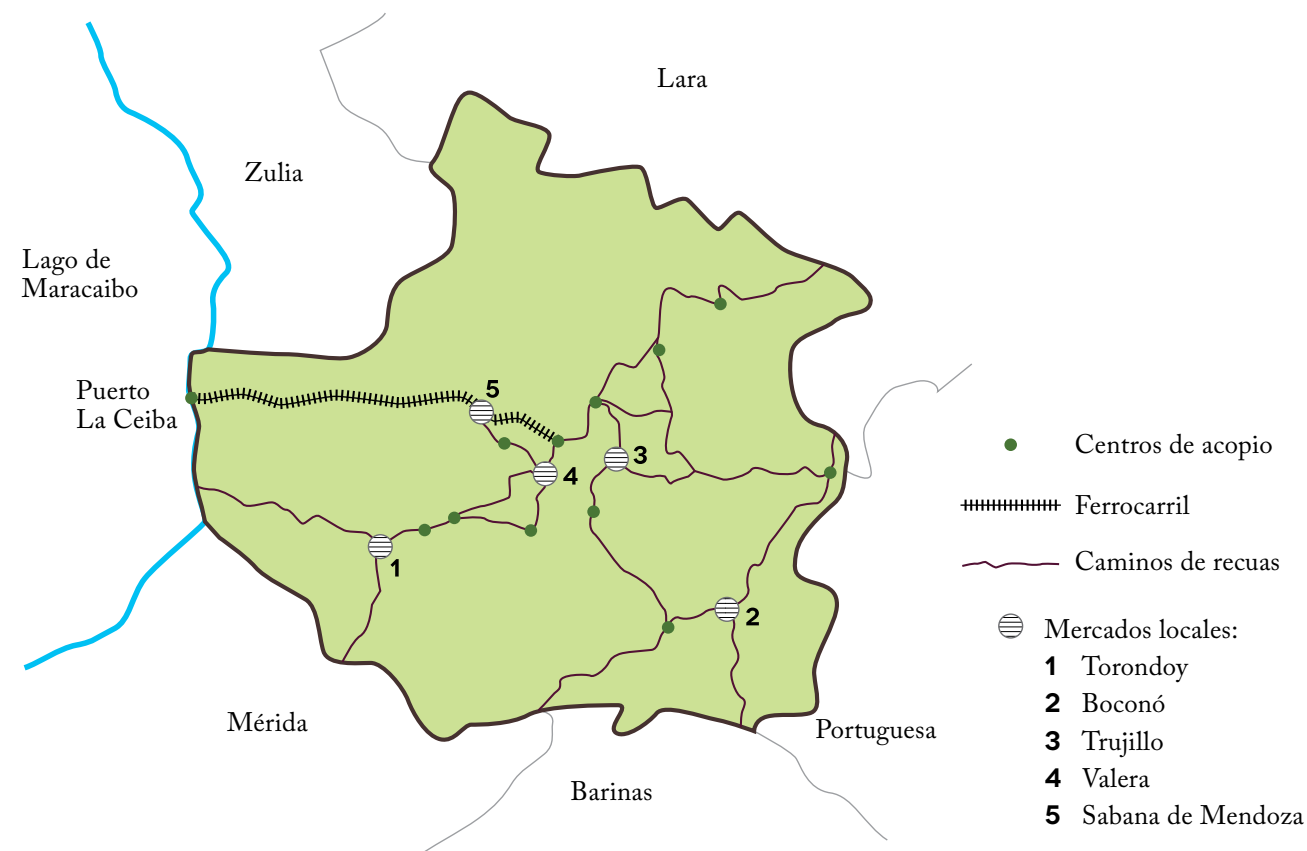 Lara
Zulia
Lago de
Maracaibo
Puerto
La Ceiba
5
3
4
1
2
Mérida
Portuguesa
Barinas
Centros de acopio
Ferrocarril
Caminos de recuas
Mercados locales:
1 Torondoy
2 Boconó
3 Trujillo
4 Valera
5 Sabana de Mendoza